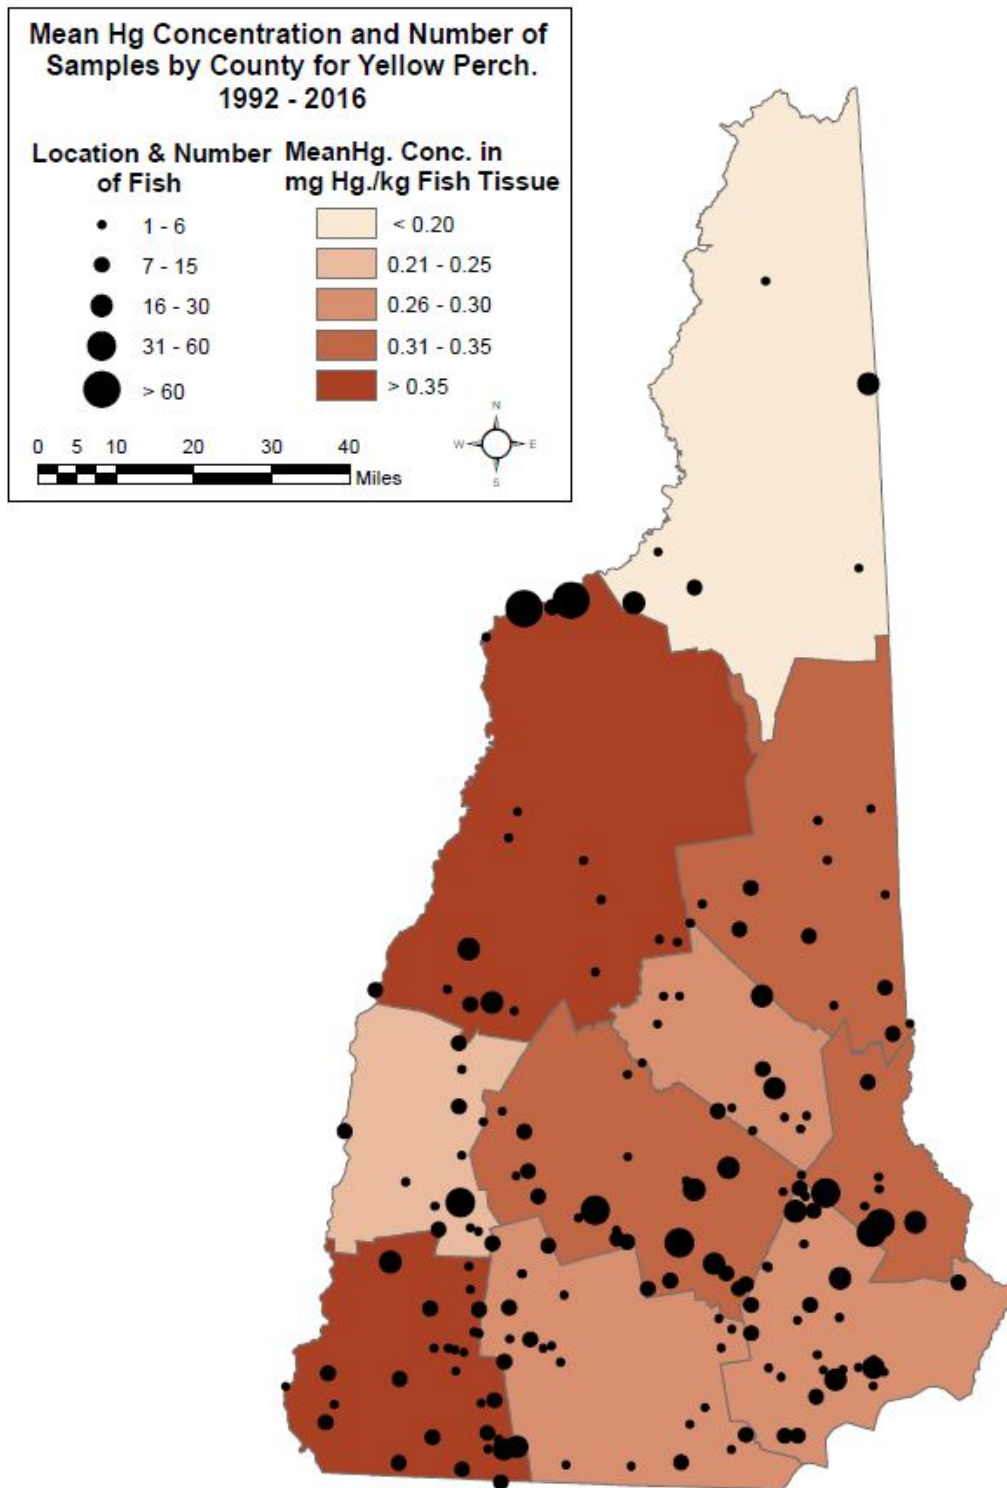 Mean Hg Concentration and Number of
Samples by County for Yellow Perch.
1992 - 2016
Location & Number
of Fish
1 - 6
7 - 15
16 - 30
31 - 60
> 60
MeanHg. Conc. in
mg Hg./kg Fish Tissue
< 0.20
0.21 - 0.25
0.26 - 0.30
0.31 - 0.35
> 0.35
0 5 10 20 30 40
Miles
N
W E
S